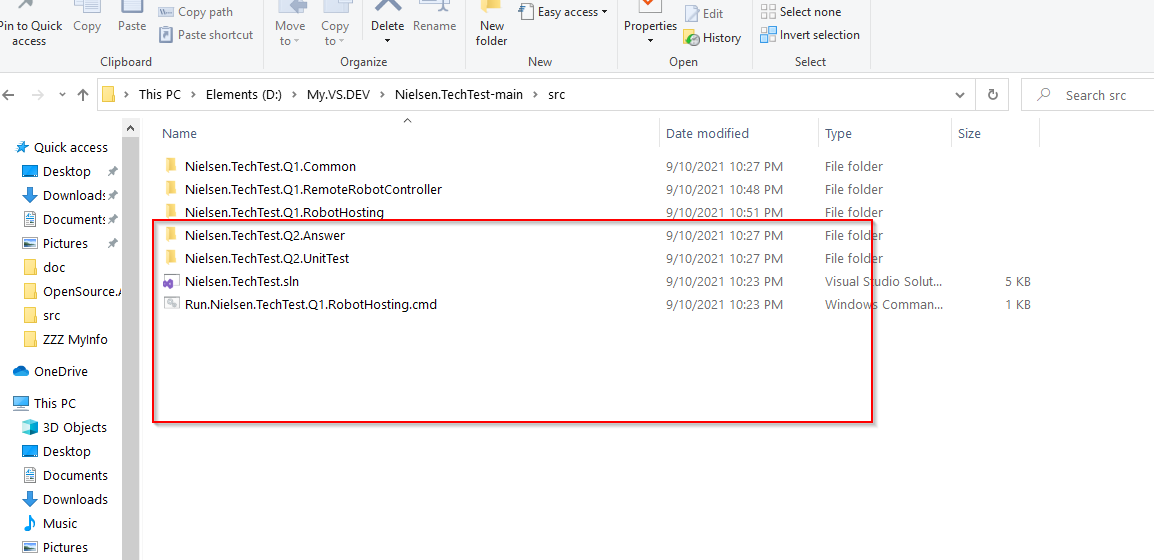 Pin to Quick access
Copy
Paste
Copy path
Paste shortcut
Clipboard
Move to
Copy to
Delete
Rename
Organize
New folder
Easy access
New
Properties
Edit
History
Open
Select none
Invert selection
Select
This PC > Elements (D:) > My.VS.DEV > Nielsen.TechTest-main > src
Search src
Name Date modified Type Size
Quick access
Desktop
Downloads
Documents
Pictures
doc
OpenSource.A
src
ZZZ MyInfo
OneDrive
This PC
3D Objects
Desktop
Documents
Downloads
Music
Pictures
Nielsen.TechTest.Q1.Common 9/10/2021 10:27 PM File folder
Nielsen.TechTest.Q1.RemoteRobotController 9/10/2021 10:48 PM File folder
Nielsen.TechTest.Q1.RobotHosting 9/10/2021 10:51 PM File folder
Nielsen.TechTest.Q2.Answer 9/10/2021 10:27 PM File folder
Nielsen.TechTest.Q2.UnitTest 9/10/2021 10:27 PM File folder
Nielsen.TechTest.sln 9/10/2021 10:23 PM Visual Studio Solut... 5 KB
Run.Nielsen.TechTest.Q1.RobotHosting.cmd 9/10/2021 10:23 PM Windows Comman... 1 KB